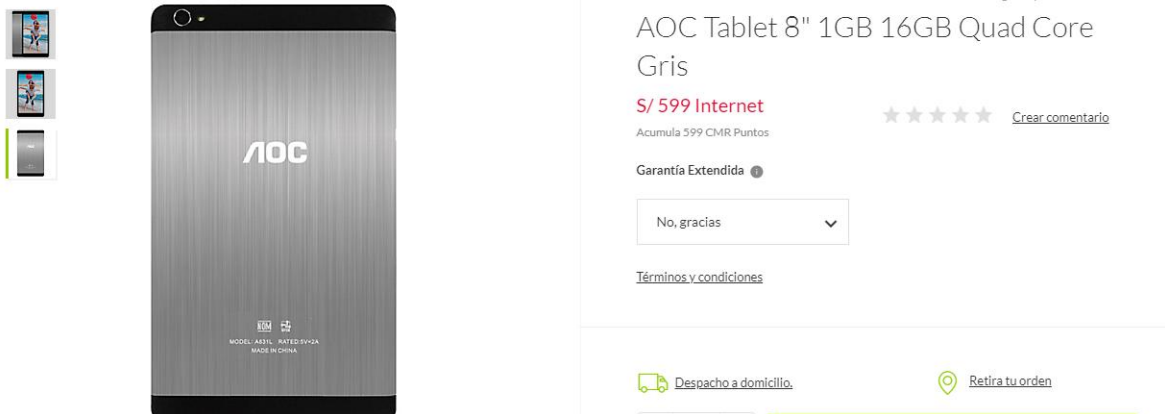 AOC Tablet 8" 1GB 16GB Quad Core
Gris
S/ 599 Internet
Acumula 599 CMR Puntos
Crear comentario
Garantía Extendida
No, gracias
Términos y condiciones
Despacho a domicilio.
Retira tu orden
AOC
NOM
MODEL: A831L RATED:5V⎓2A
MADE IN CHINA